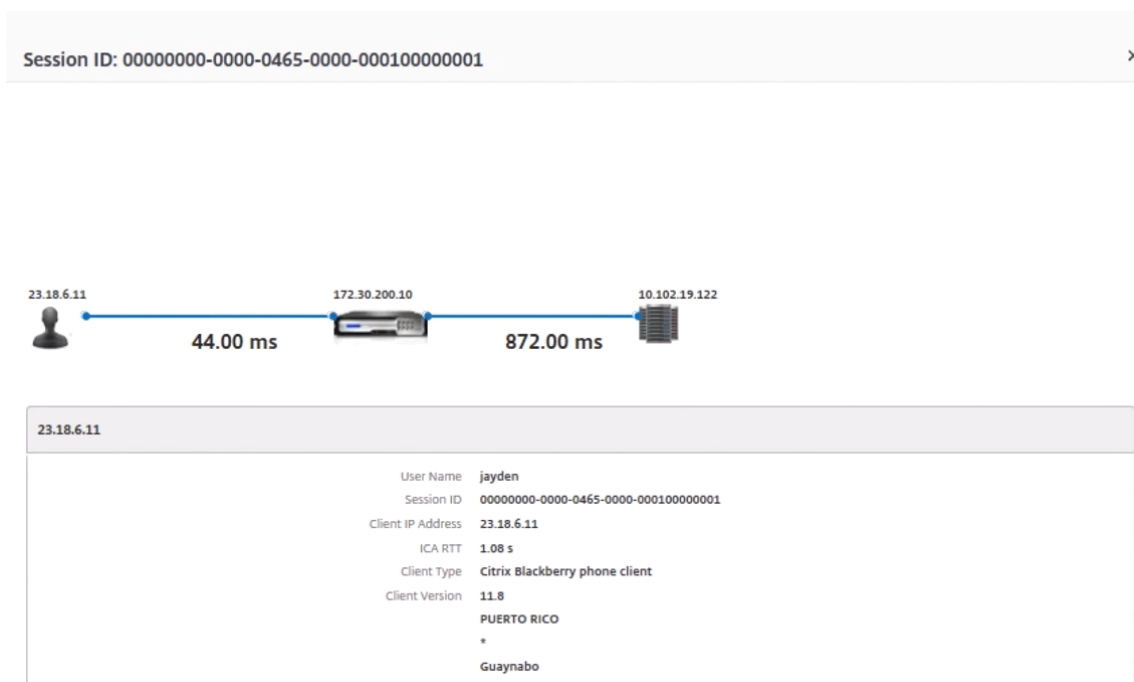 Session ID: 00000000-0000-0465-0000-000100000001
23.18.6.11 172.30.200.10 10.102.19.122
44.00 ms 872.00 ms
23.18.6.11
User Name jayden
Session ID 00000000-0000-0465-0000-000100000001
Client IP Address 23.18.6.11
ICA RTT 1.08 s
Client Type Citrix Blackberry phone client
Client Version 11.8
PUERTO RICO
*
Guaynabo